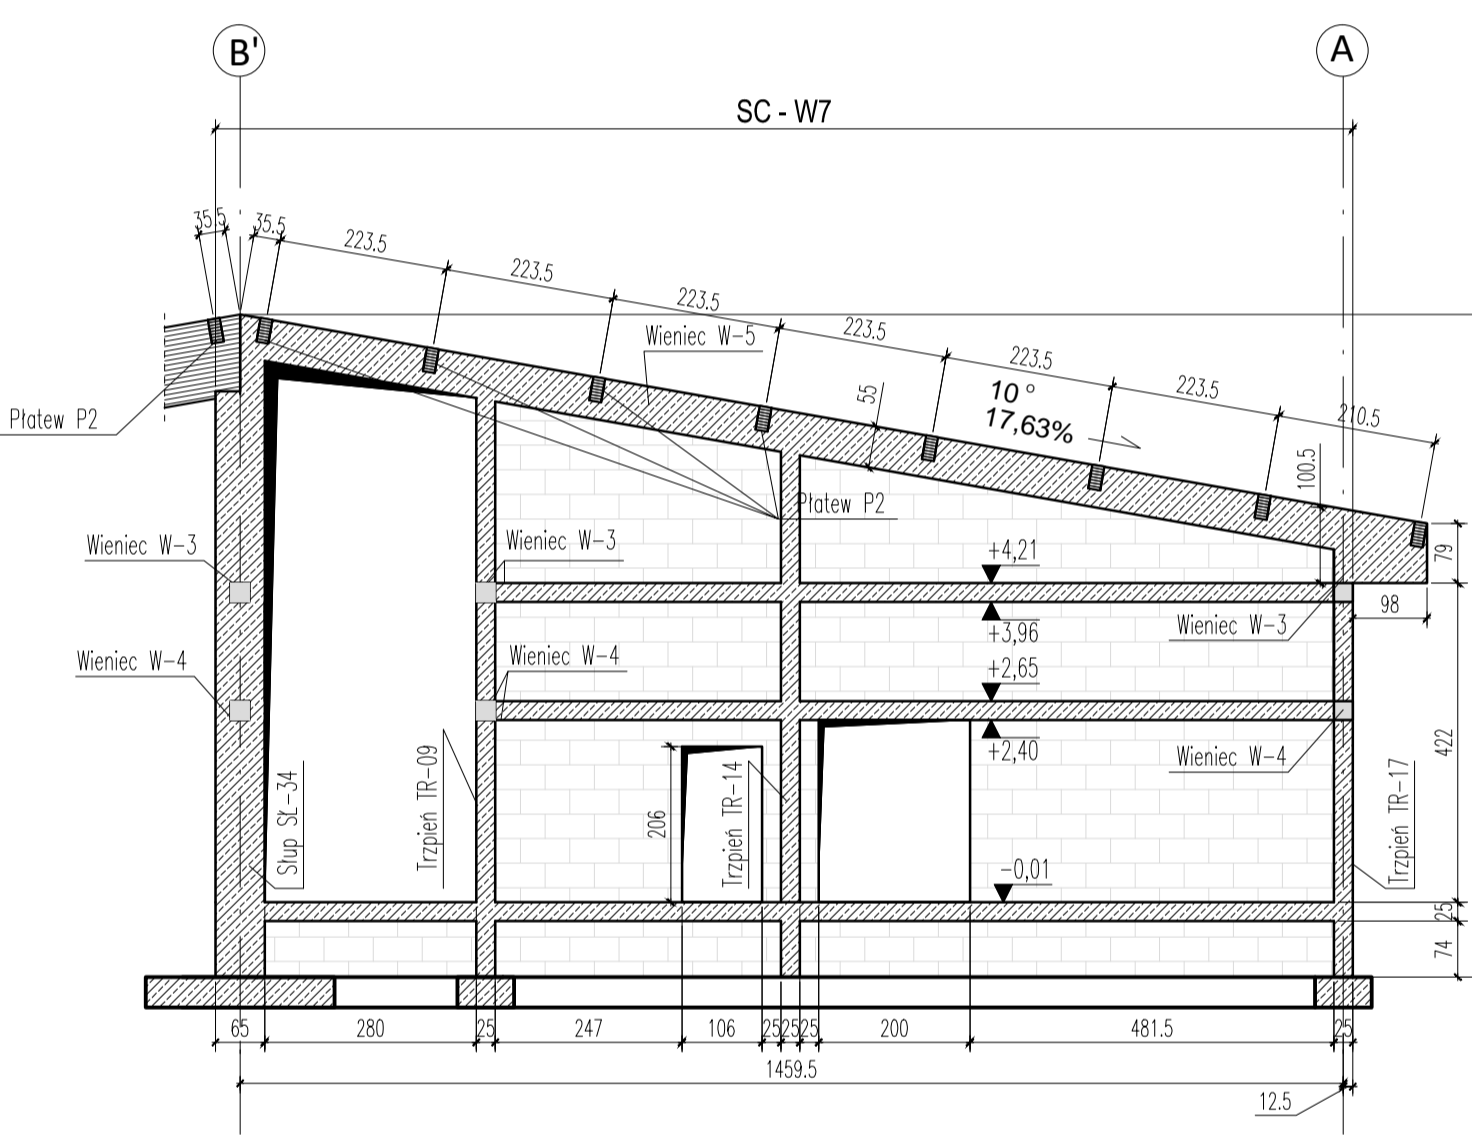 B'
A
SC - W7
35.5
35.5
223.5
223.5
223.5
223.5
223.5
223.5
210.5
Wieniec W-5
55
10 °
17,63%
100.5
Płatew P2
Płatew P2
Wieniec W-3
Wieniec W-3
+4,21
79
98
+3,96
Wieniec W-3
Wieniec W-4
Wieniec W-4
+2,65
+2,40
Wieniec W-4
422
206
Słup SŁ-34
Trzpień TR-09
Trzpień TR-14
Trzpień TR-17
-0,01
25
74
65
280
25
247
106
25
25
25
200
481.5
25
1459.5
12.5